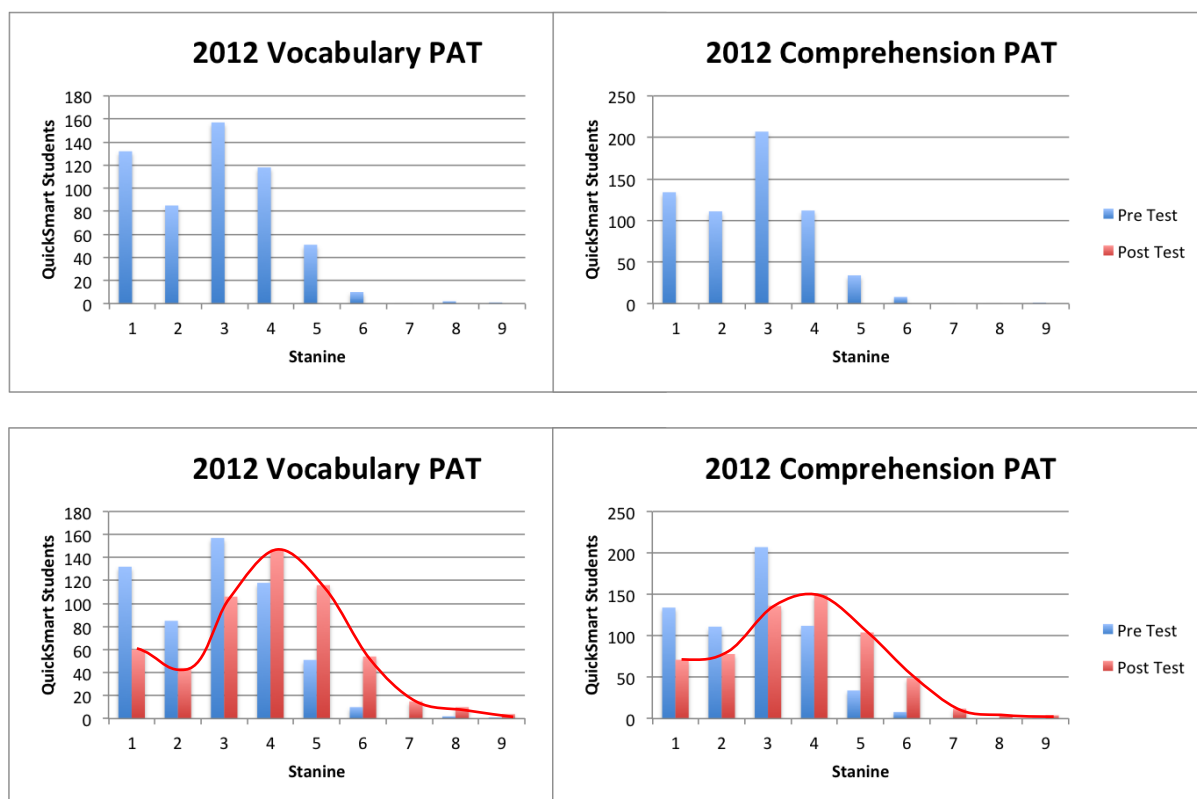 2012 Vocabulary PAT
QuickSmart Students
180
160
140
120
100
80
60
40
20
0
1 2 3 4 5 6 7 8 9
Stanine
2012 Comprehension PAT
QuickSmart Students
250
200
150
100
50
0
1 2 3 4 5 6 7 8 9
Stanine
Pre Test
Post Test
2012 Vocabulary PAT
QuickSmart Students
180
160
140
120
100
80
60
40
20
0
1 2 3 4 5 6 7 8 9
Stanine
2012 Comprehension PAT
QuickSmart Students
250
200
150
100
50
0
1 2 3 4 5 6 7 8 9
Stanine
Pre Test
Post Test